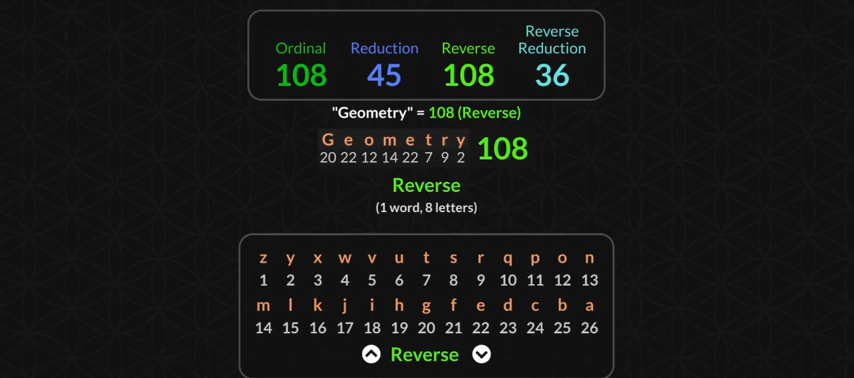 Reverse
Ordinal Reduction Reverse Reduction
108 45 108 36
"Geometry" = 108 (Reverse)
G e o m e t r y 108
20 22 12 14 22 7 9 2
Reverse
(1 word, 8 letters)
z y x w v u t s r q p o n
1 2 3 4 5 6 7 8 9 10 11 12 13
m l k j i h g f e d c b a
14 15 16 17 18 19 20 21 22 23 24 25 26
Reverse